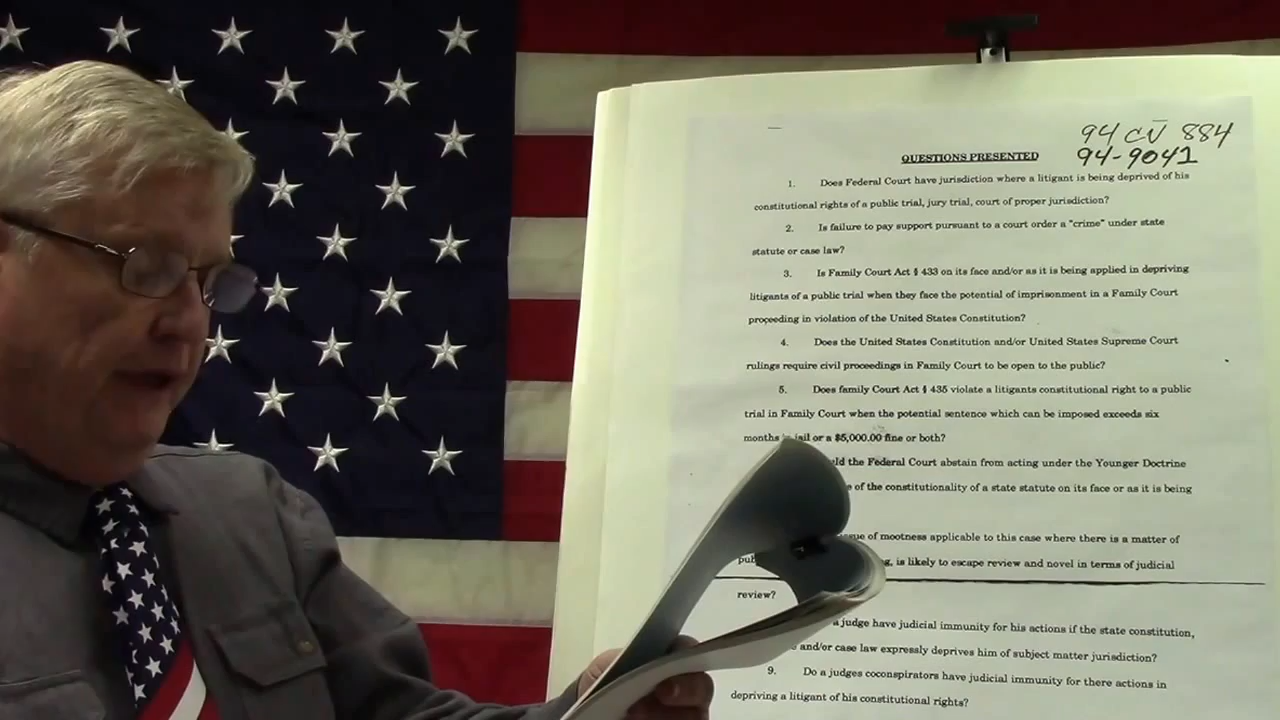 94 CV 884
94-9041
QUESTIONS PRESENTED
1. Does Federal Court have jurisdiction where a litigant is being deprived of his
constitutional rights of a public trial, jury trial, court of proper jurisdiction?
2. Is failure to pay support pursuant to a court order a "crime" under state
statute or case law?
3. Is Family Court Act § 433 on its face and/or as it is being applied in depriving
litigants of a public trial when they face the potential of imprisonment in a Family Court
proceeding in violation of the United States Constitution?
4. Does the United States Constitution and/or United States Supreme Court
rulings require civil proceedings in Family Court to be open to the public?
5. Does family Court Act § 435 violate a litigants constitutional right to a public
trial in Family Court when the potential sentence which can be imposed exceeds six
months jail or a $5,000.00 fine or both?
the Federal Court abstain from acting under the Younger Doctrine
of the constitutionality of a state statute on its face or as it is being
of mootness applicable to this case where there is a matter of
is likely to escape review and novel in terms of judicial
review?
a judge have judicial immunity for his actions if the state constitution,
and/or case law expressly deprives him of subject matter jurisdiction?
9. Do a judges coconspirators have judicial immunity for there actions in
depriving a litigant of his constitutional rights?